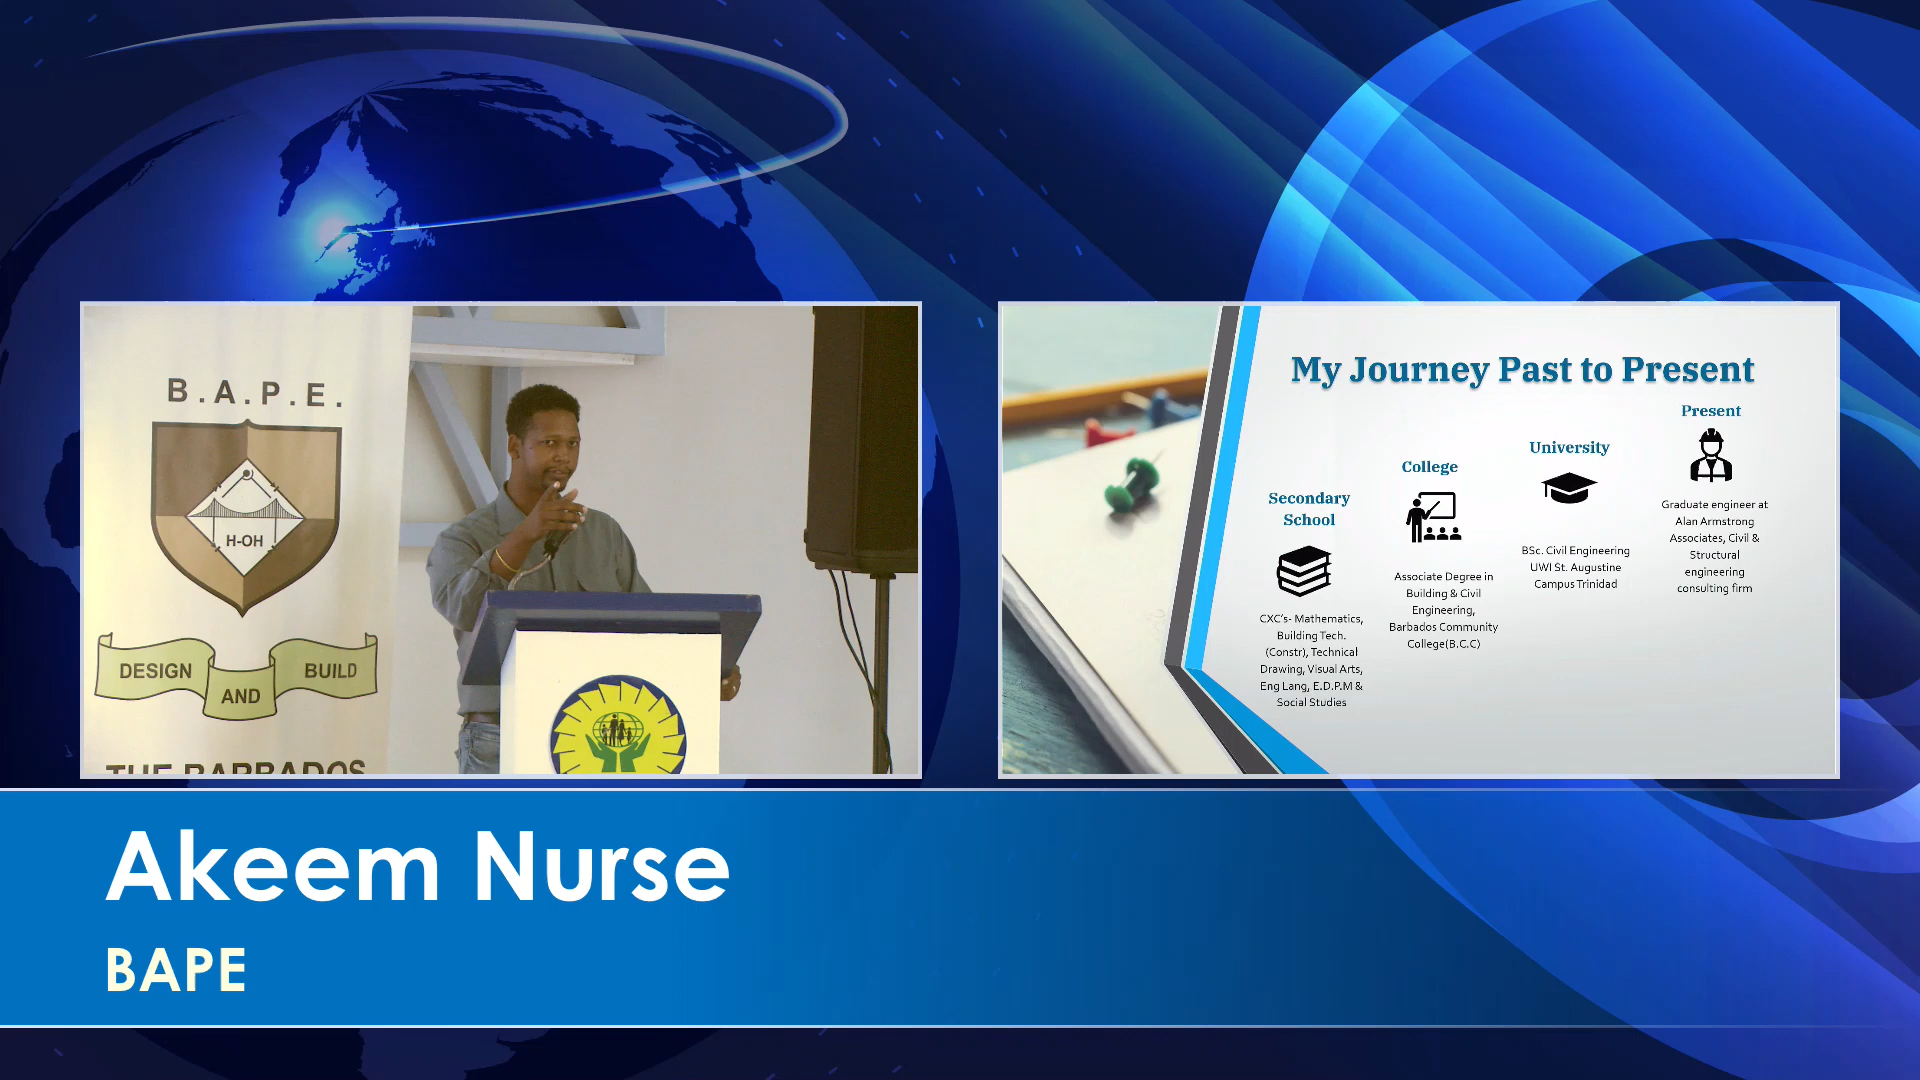 B.A.P.E.
H-OH
DESIGN
AND
BUILD
THE BARBADOS
My Journey Past to Present
Secondary
School
CXC's- Mathematics,
Building Tech.
(Constr), Technical
Drawing, Visual Arts,
Eng Lang, E.D.P.M &
Social Studies
College
Associate Degree in
Building & Civil
Engineering,
Barbados Community
College(B.C.C)
University
BSc. Civil Engineering
UWI St. Augustine
Campus Trinidad
Present
Graduate engineer at
Alan Armstrong
Associates, Civil &
Structural
engineering
consulting firm
Akeem Nurse
BAPE